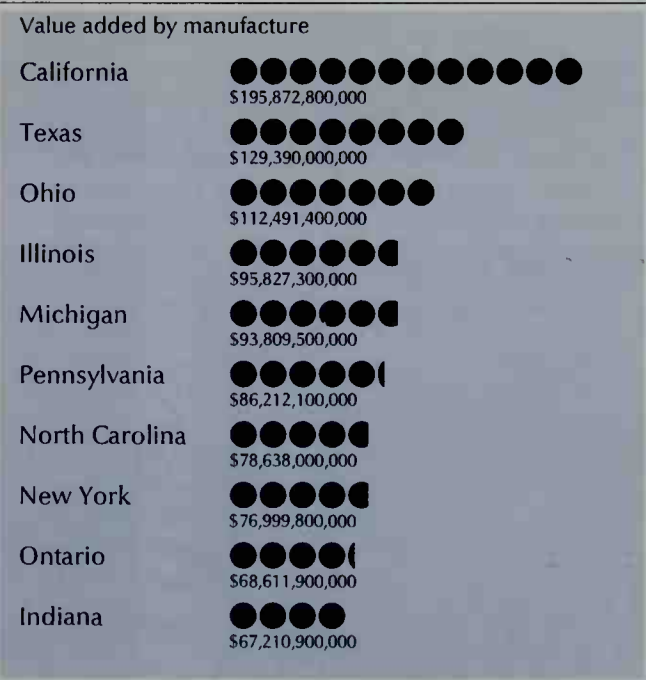 Value added by manufacture
California
$195,872,800,000
Texas
$129,390,000,000
Ohio
$112,491,400,000
Illinois
$95,827,300,000
Michigan
$93,809,500,000
Pennsylvania
$86,212,100,000
North Carolina
$78,638,000,000
New York
$76,999,800,000
Ontario
$68,611,900,000
Indiana
$67,210,900,000